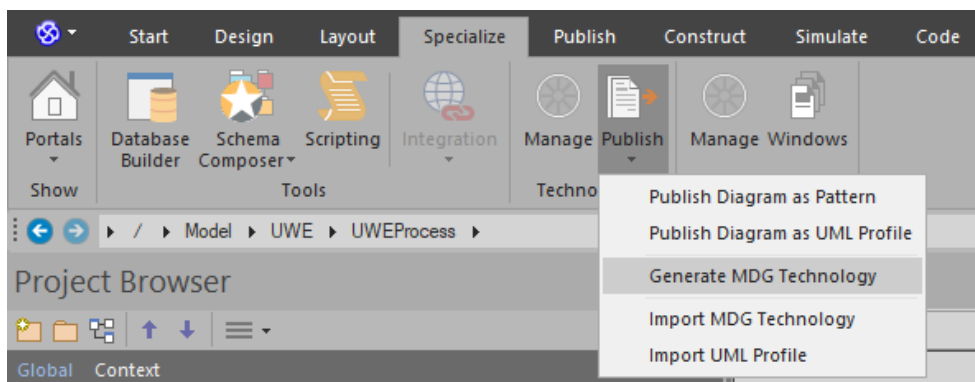 Start Design Layout Specialize Publish Construct Simulate Code
Portals Database Builder Schema Composer Scripting Integration Manage Publish Manage Windows
Show Tools Techno
Publish Diagram as Pattern
Publish Diagram as UML Profile
Generate MDG Technology
Import MDG Technology
Import UML Profile
/ Model UWE UWEProcess
Project Browser
Global Context